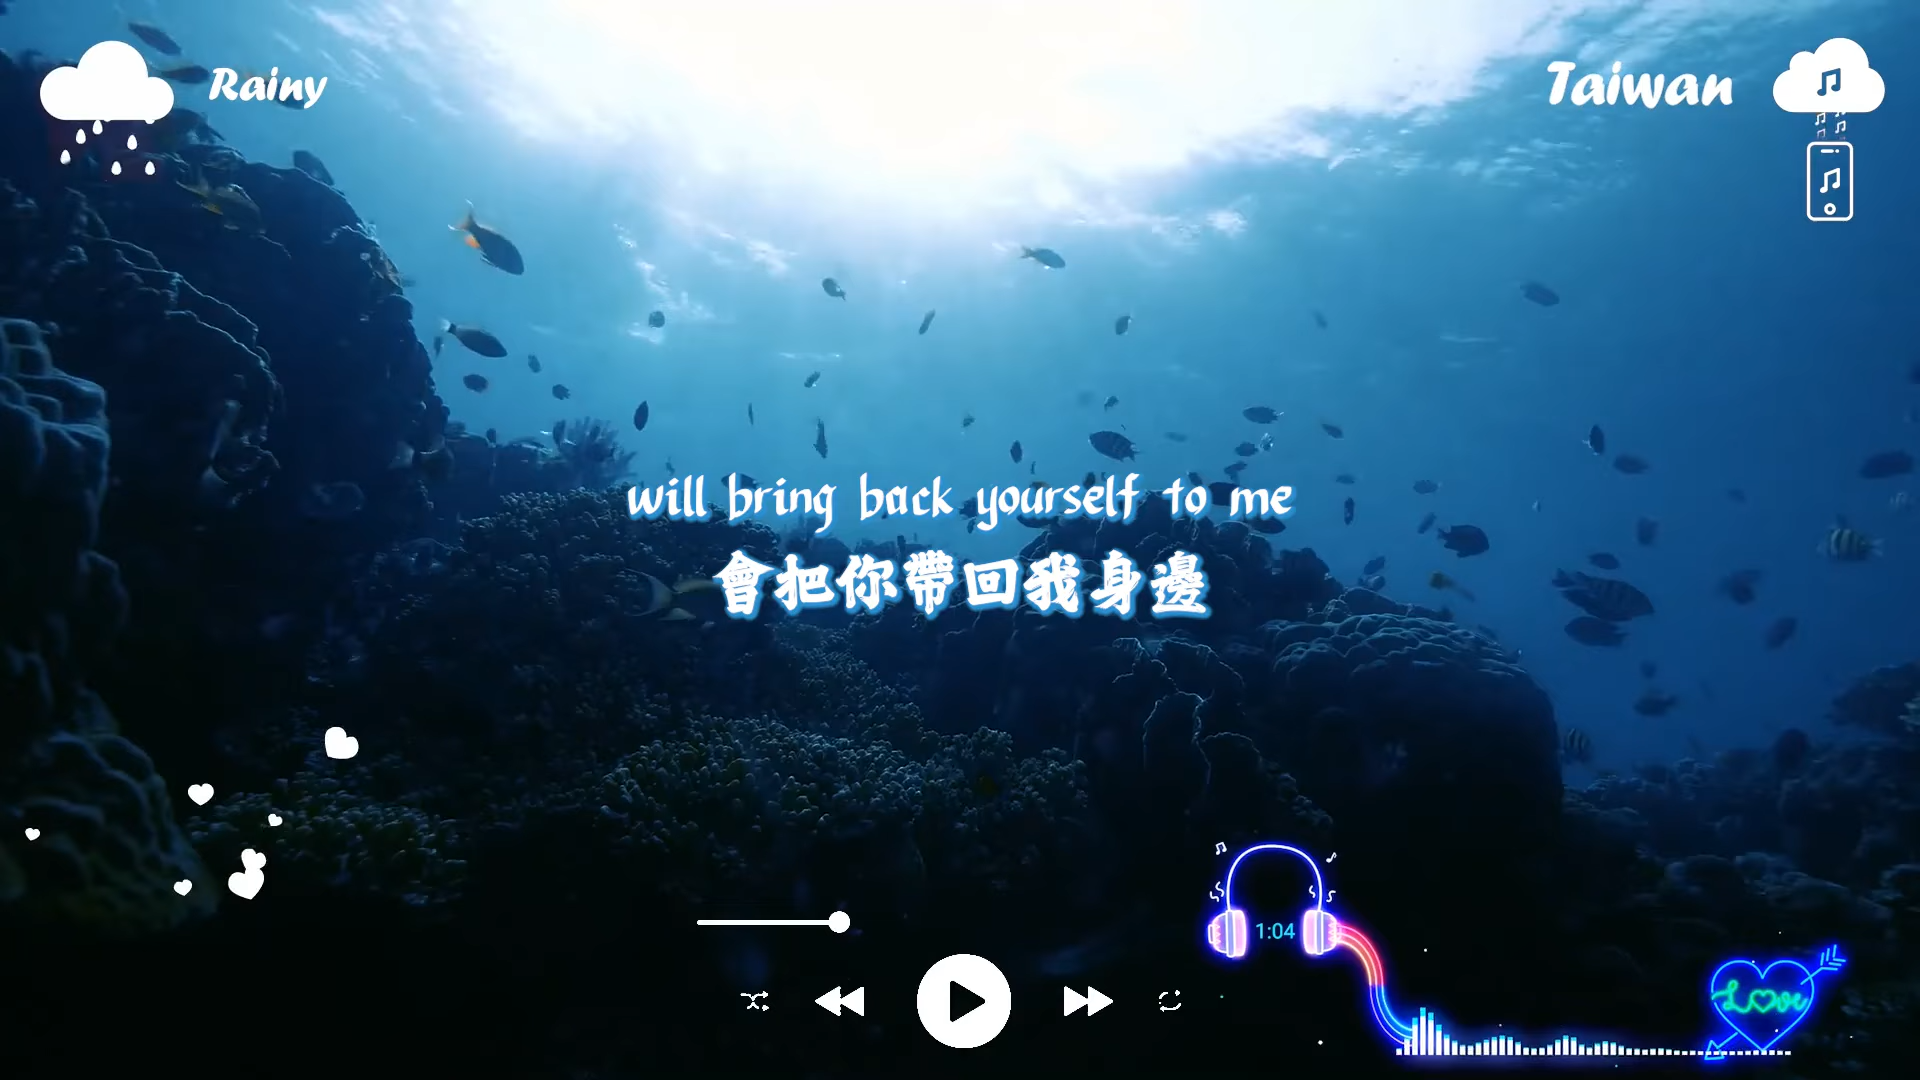 Rainy
Taiwan
will bring back yourself to me
會把你帶回我身邊
1:04
Love